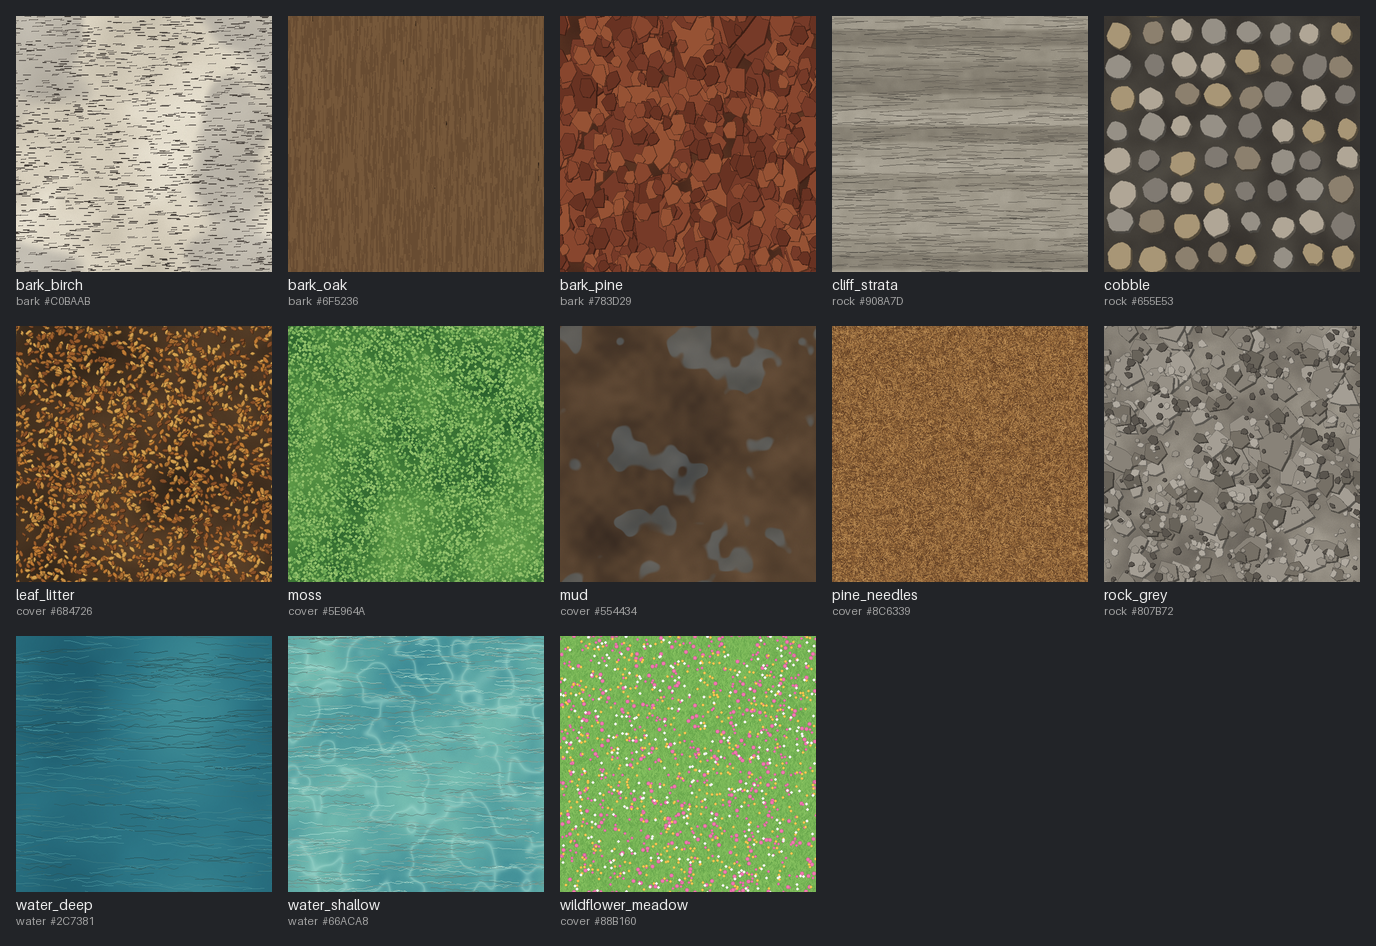 bark_birch
bark #C0BAAB
bark_oak
bark #6F5236
bark_pine
bark #783D29
cliff_strata
rock #908A7D
cobble
rock #655E53
leaf_litter
cover #684726
moss
cover #5E964A
mud
cover #554434
pine_needles
cover #8C6339
rock_grey
rock #807B72
water_deep
water #2C7381
water_shallow
water #66ACA8
wildflower_meadow
cover #88B160